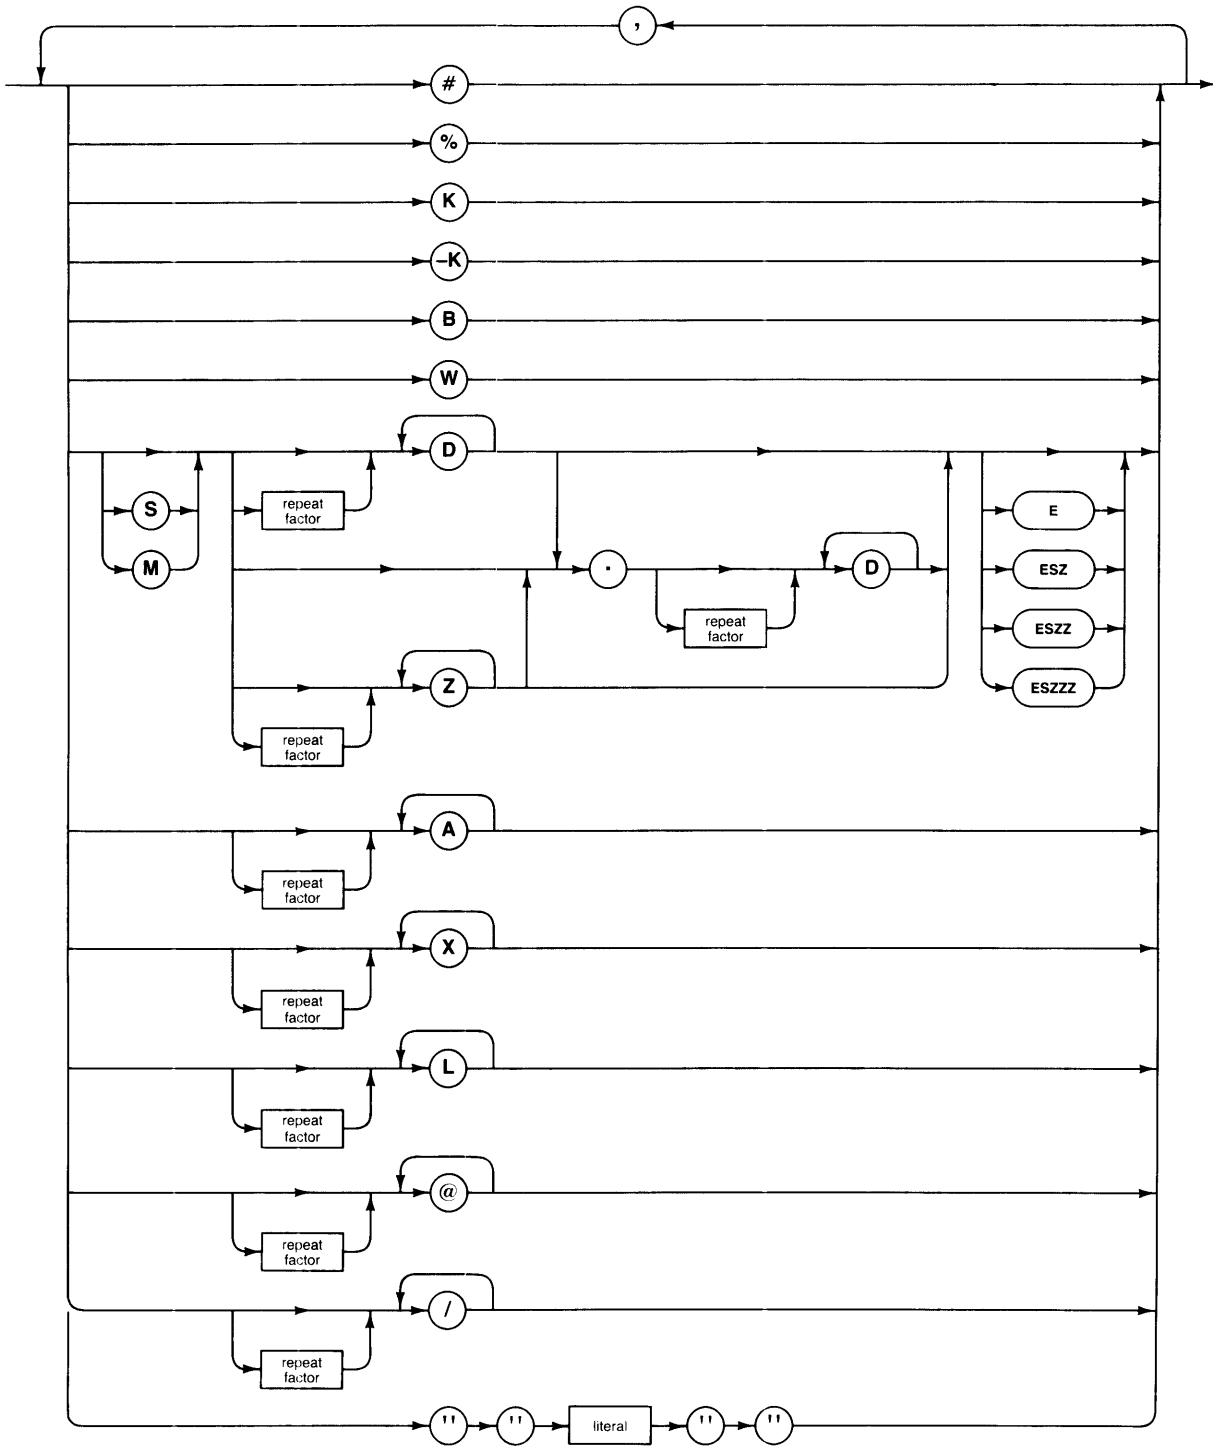 ,
#
%
K
–K
B
W
D
repeat
factor
S
E
M
.
D
ESZ
repeat
factor
ESZZ
Z
ESZZZ
repeat
factor
A
repeat
factor
X
repeat
factor
L
repeat
factor
@
repeat
factor
/
repeat
factor
" " literal " "